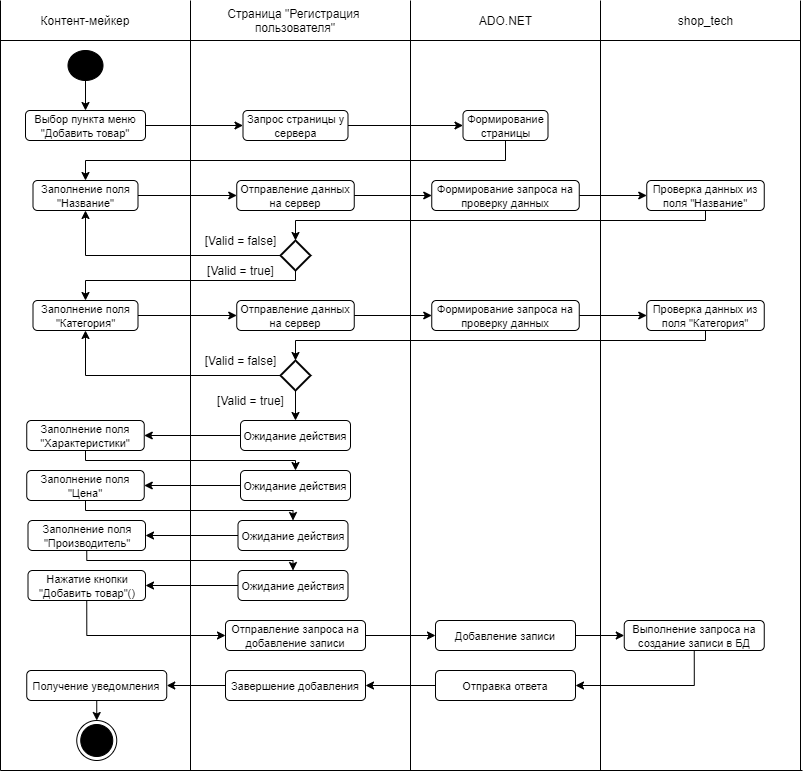 Контент-мейкер
Страница "Регистрация
пользователя"
ADO.NET
shop_tech
Выбор пункта меню
"Добавить товар"
Запрос страницы у
сервера
Формирование
страницы
Заполнение поля
"Название"
Отправление данных
на сервер
Формирование запроса на
проверку данных
Проверка данных из
поля "Название"
[Valid = false]
[Valid = true]
Заполнение поля
"Категория"
Отправление данных
на сервер
Формирование запроса на
проверку данных
Проверка данных из
поля "Категория"
[Valid = false]
[Valid = true]
Заполнение поля
"Характеристики"
Ожидание действия
Заполнение поля
"Цена"
Ожидание действия
Заполнение поля
"Производитель"
Ожидание действия
Нажатие кнопки
"Добавить товар"()
Ожидание действия
Отправление запроса на
добавление записи
Добавление записи
Выполнение запроса на
создание записи в БД
Получение уведомления
Завершение добавления
Отправка ответа